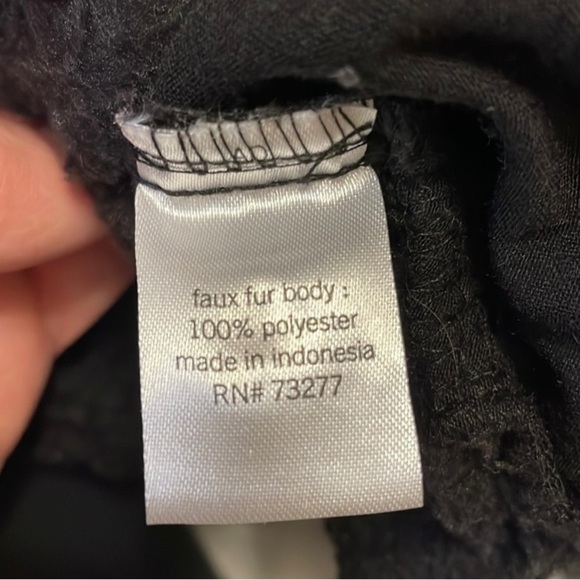 faux fur body :
100% polyester
made in indonesia
RN# 73277